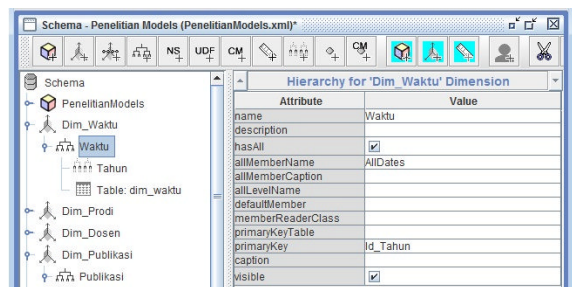 Schema - Penelitian Models (PenelitianModels.xml)*
NS UDF CM CM
Schema
PenelitianModels
Dim_Waktu
Waktu
Tahun
Table: dim_waktu
Dim_Prodi
Dim_Dosen
Dim_Publikasi
Publikasi
Hierarchy for 'Dim_Waktu' Dimension
Attribute Value
name Waktu
description
hasAll
allMemberName AllDates
allMemberCaption
allLevelName
defaultMember
memberReaderClass
primaryKeyTable
primaryKey Id_Tahun
caption
visible